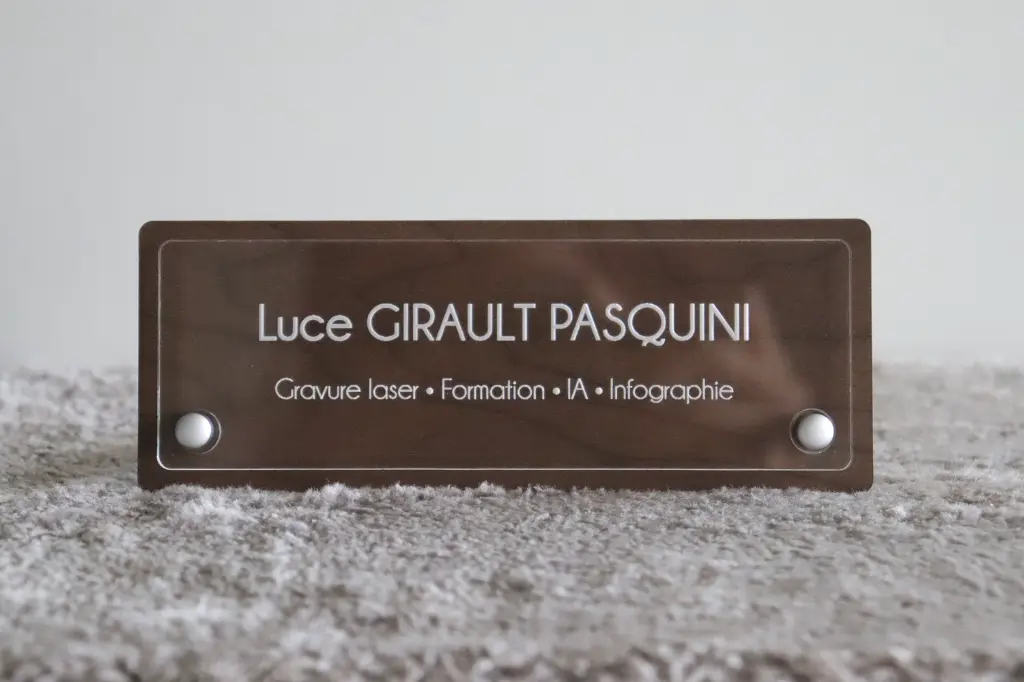 Luce GIRAULT PASQUINI
Gravure laser • Formation • IA • Infographie